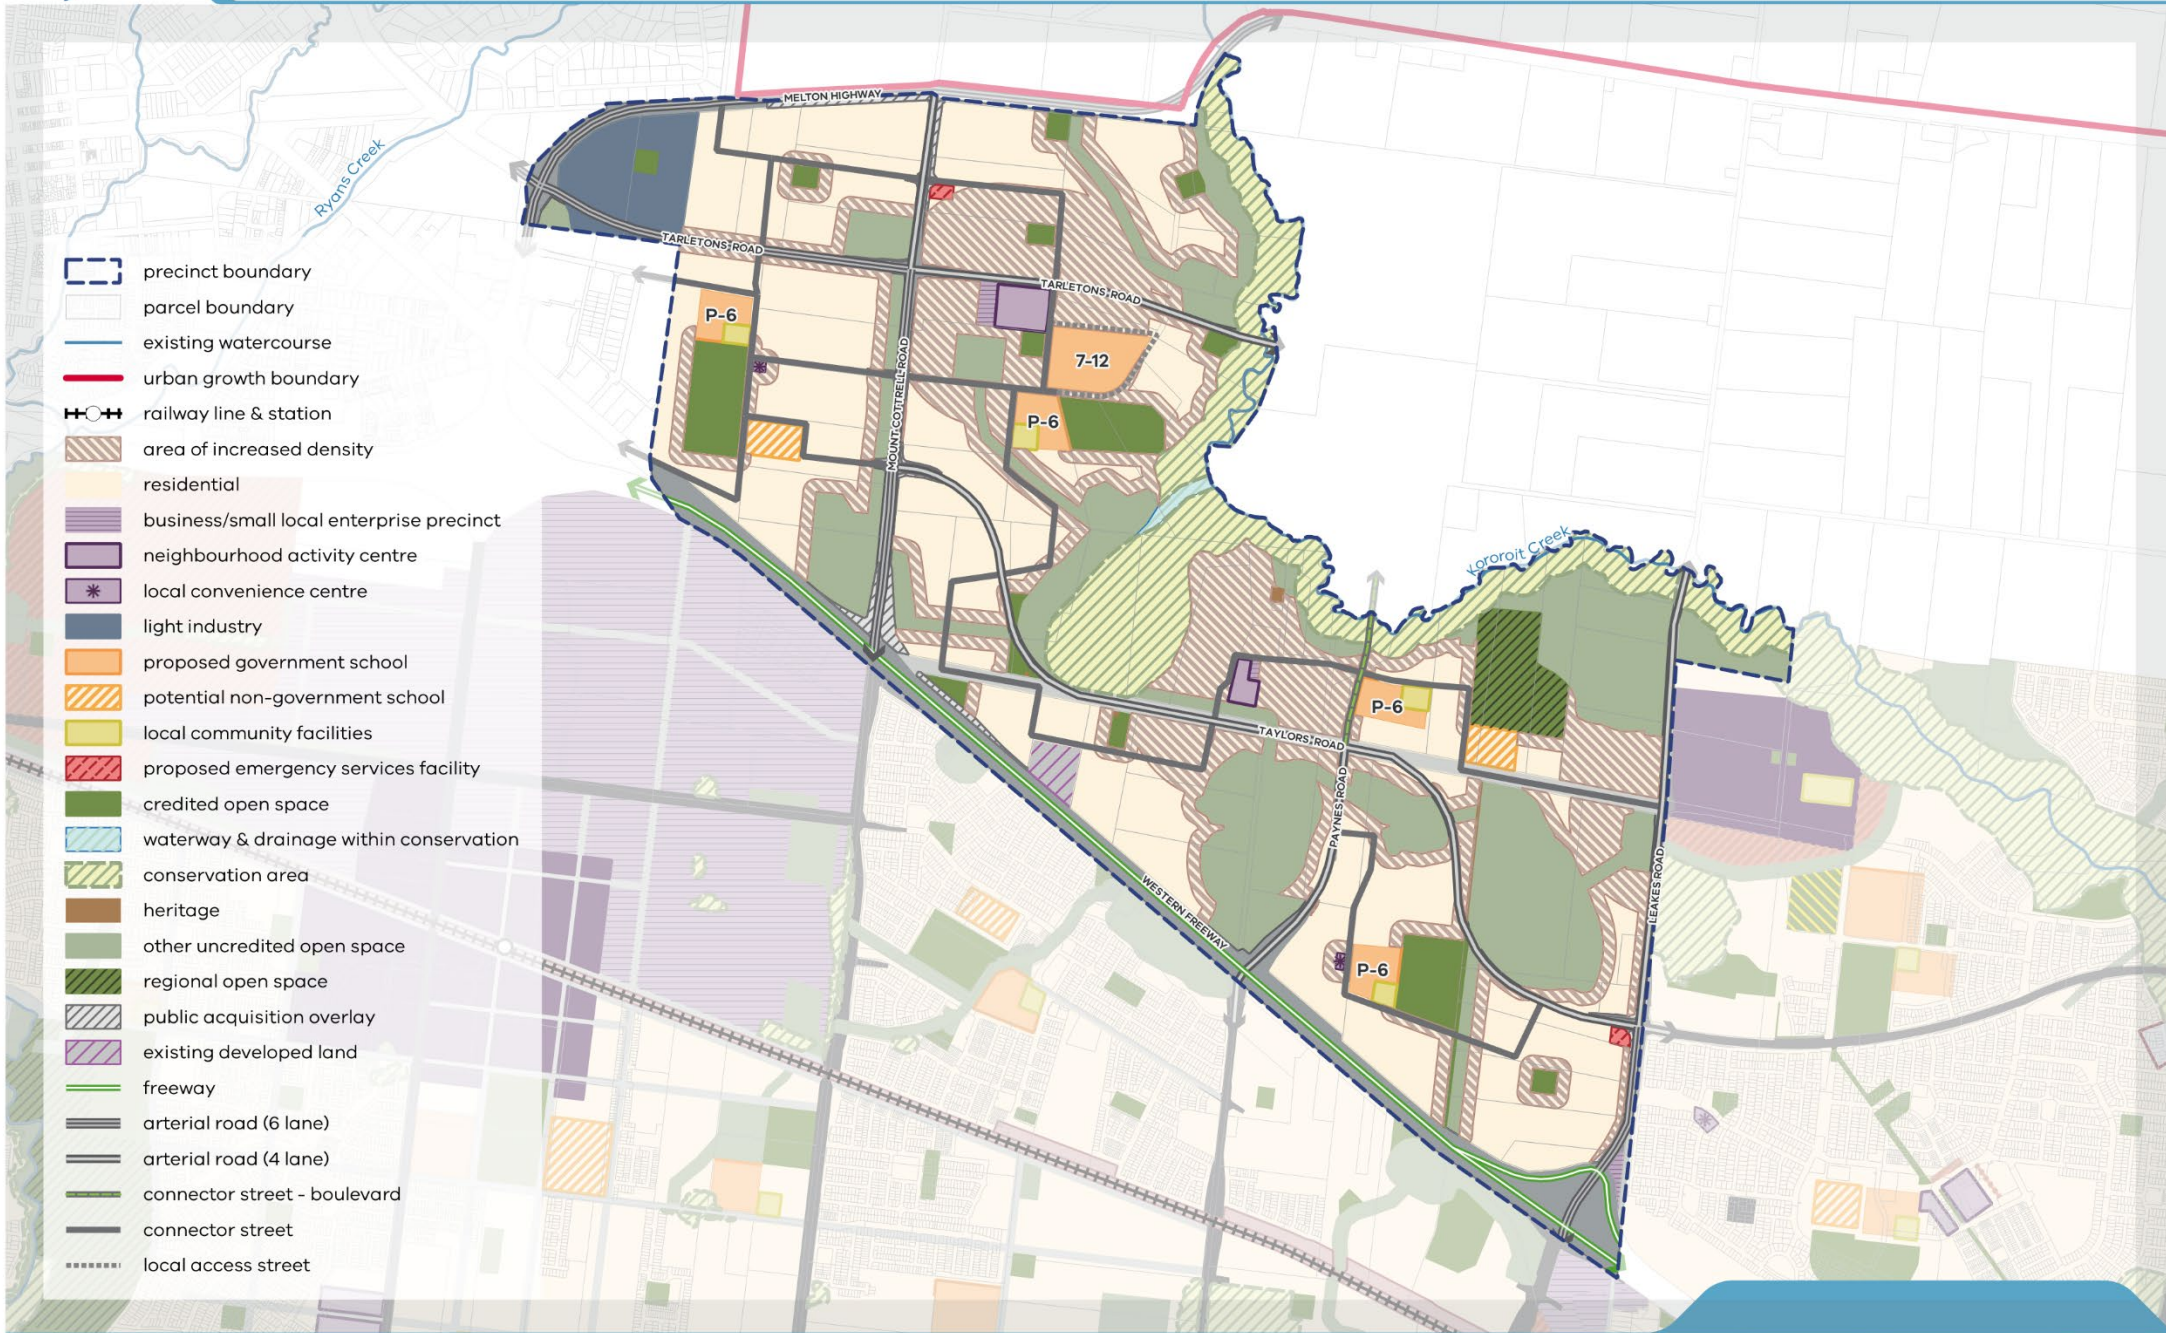 MELTON HIGHWAY
Ryans Creek
TARLETONS ROAD
TARLETONS ROAD
precinct boundary
parcel boundary
existing watercourse
urban growth boundary
railway line & station
area of increased density
residential
business/small local enterprise precinct
neighbourhood activity centre
local convenience centre
light industry
proposed government school
potential non-government school
local community facilities
proposed emergency services facility
credited open space
waterway & drainage within conservation
conservation area
heritage
other uncredited open space
regional open space
public acquisition overlay
existing developed land
freeway
arterial road (6 lane)
arterial road (4 lane)
connector street - boulevard
connector street
local access street
P-6
7-12
MOUNT COTTRELL ROAD
P-6
Kororoit Creek
P-6
TAYLORS ROAD
PAYNES ROAD
WESTERN FREEWAY
LEAKES ROAD
P-6